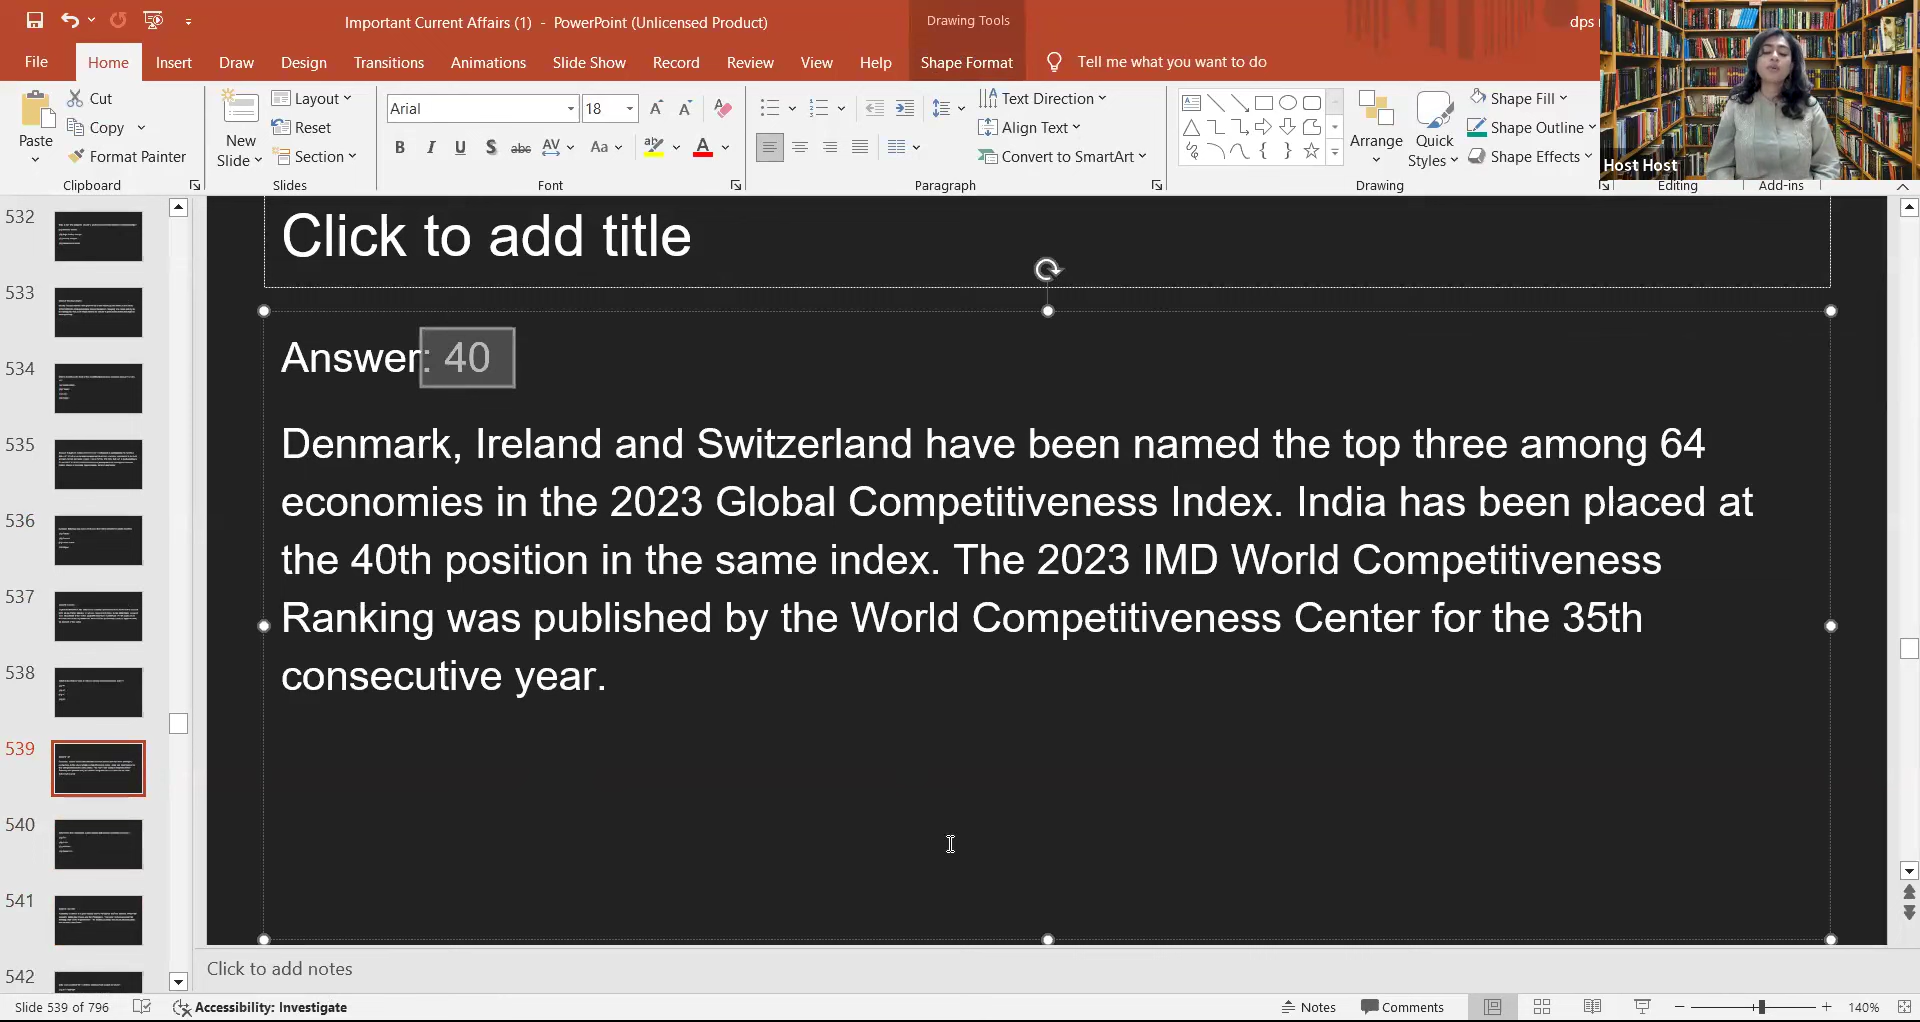 Important Current Affairs (1) - PowerPoint (Unlicensed Product)
Drawing Tools
dps
File Home Insert Draw Design Transitions Animations Slide Show Record Review View Help Shape Format Tell me what you want to do
Paste
Cut
Copy
Format Painter
Clipboard
New Slide
Layout
Reset
Section
Slides
Arial 18
B I U S abc AV Aa A
Font
Text Direction
Align Text
Convert to SmartArt
Paragraph
Arrange
Quick Styles
Shape Fill
Shape Outline
Shape Effects
Drawing
Editing
Add-ins
Host Host
532
533
534
535
536
537
538
539
540
541
542
Click to add title
Answer: 40
Denmark, Ireland and Switzerland have been named the top three among 64
economies in the 2023 Global Competitiveness Index. India has been placed at
the 40th position in the same index. The 2023 IMD World Competitiveness
Ranking was published by the World Competitiveness Center for the 35th
consecutive year.
Click to add notes
Slide 539 of 796 Accessibility: Investigate Notes Comments 140%